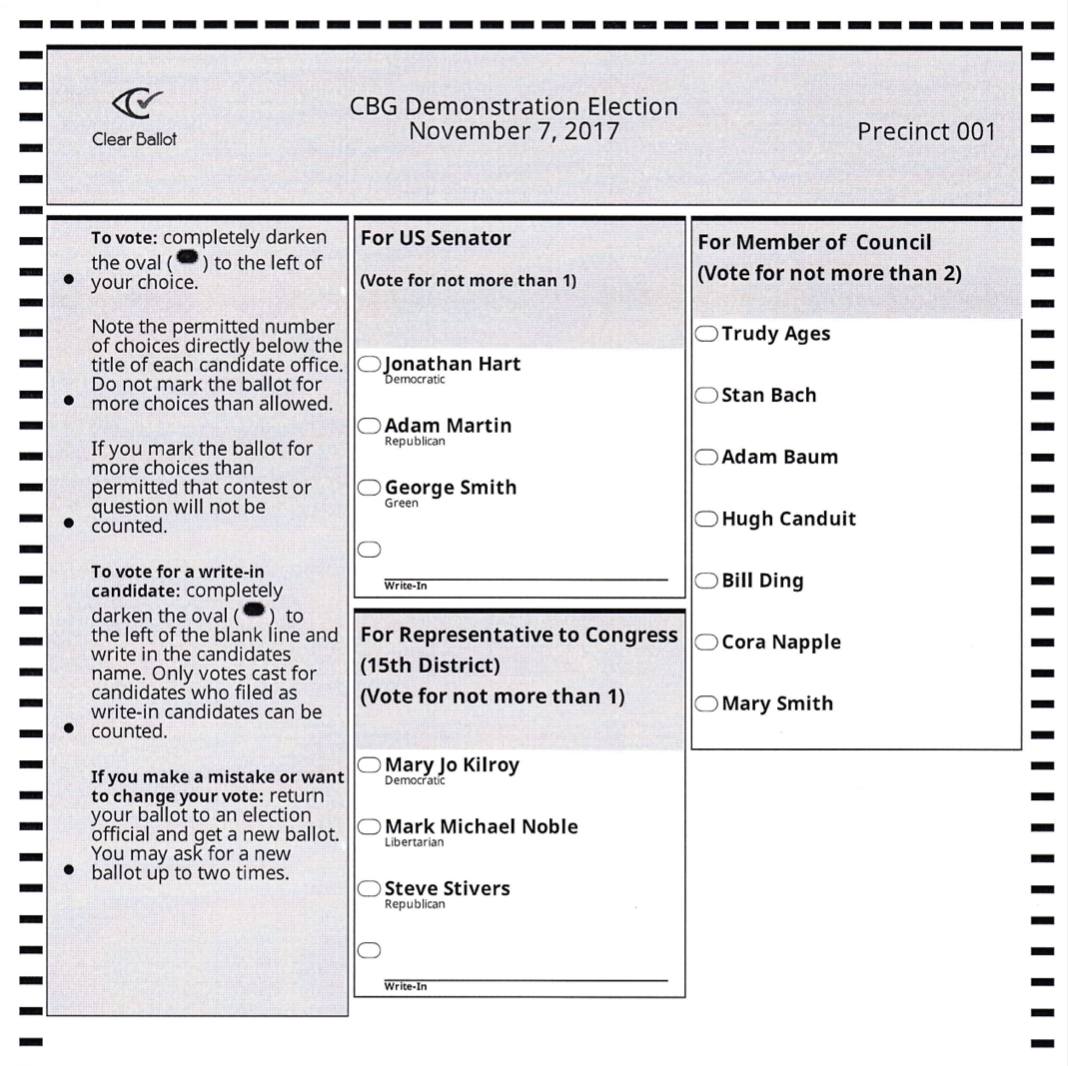 Clear Ballot
CBG Demonstration Election
November 7, 2017
Precinct 001
To vote: completely darken
the oval ( ) to the left of
your choice.
Note the permitted number
of choices directly below the
title of each candidate office.
Do not mark the ballot for
more choices than allowed.
If you mark the ballot for
more choices than
permitted that contest or
question will not be
counted.
To vote for a write-in
candidate: completely
darken the oval ( ) to
the left of the blank line and
write in the candidates
name. Only votes cast for
candidates who filed as
write-in candidates can be
counted.
If you make a mistake or want
to change your vote: return
your ballot to an election
official and get a new ballot.
You may ask for a new
ballot up to two times.
For US Senator
(Vote for not more than 1)
Jonathan Hart
Democratic
Adam Martin
Republican
George Smith
Green
Write-In
For Representative to Congress
(15th District)
(Vote for not more than 1)
Mary Jo Kilroy
Democratic
Mark Michael Noble
Libertarian
Steve Stivers
Republican
Write-In
For Member of Council
(Vote for not more than 2)
Trudy Ages
Stan Bach
Adam Baum
Hugh Canduit
Bill Ding
Cora Napple
Mary Smith